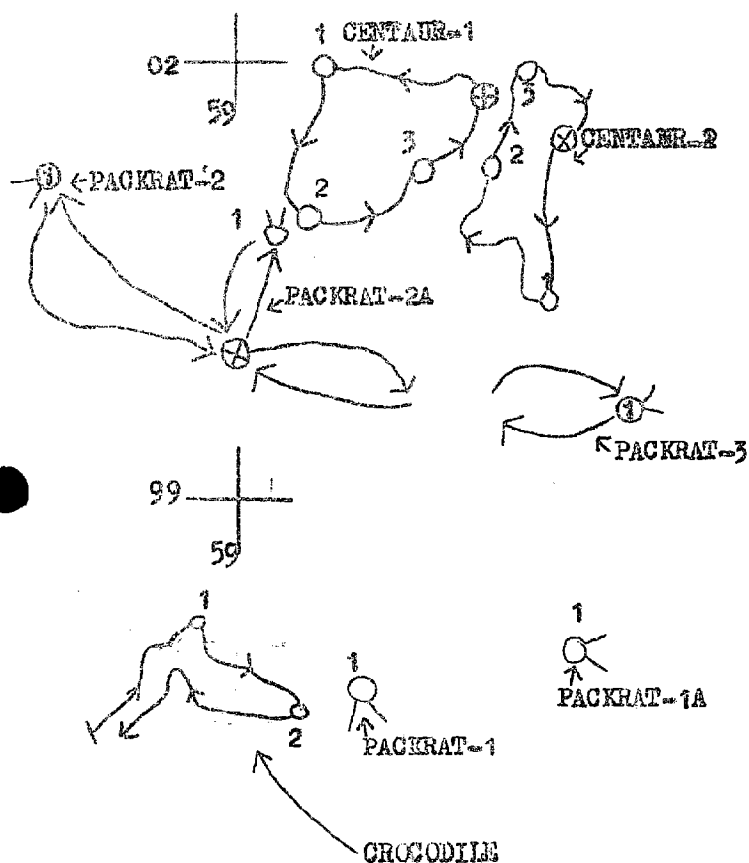 1 CENTAUR-1
02
59
3
3
CENTAUR-2
2
1 PACKRAT-2
2
1
PACKRAT-2A
1
1
PACKRAT-3
99
59
1
1
1
PACKRAT-1A
2
PACKRAT-1
CROCODILE